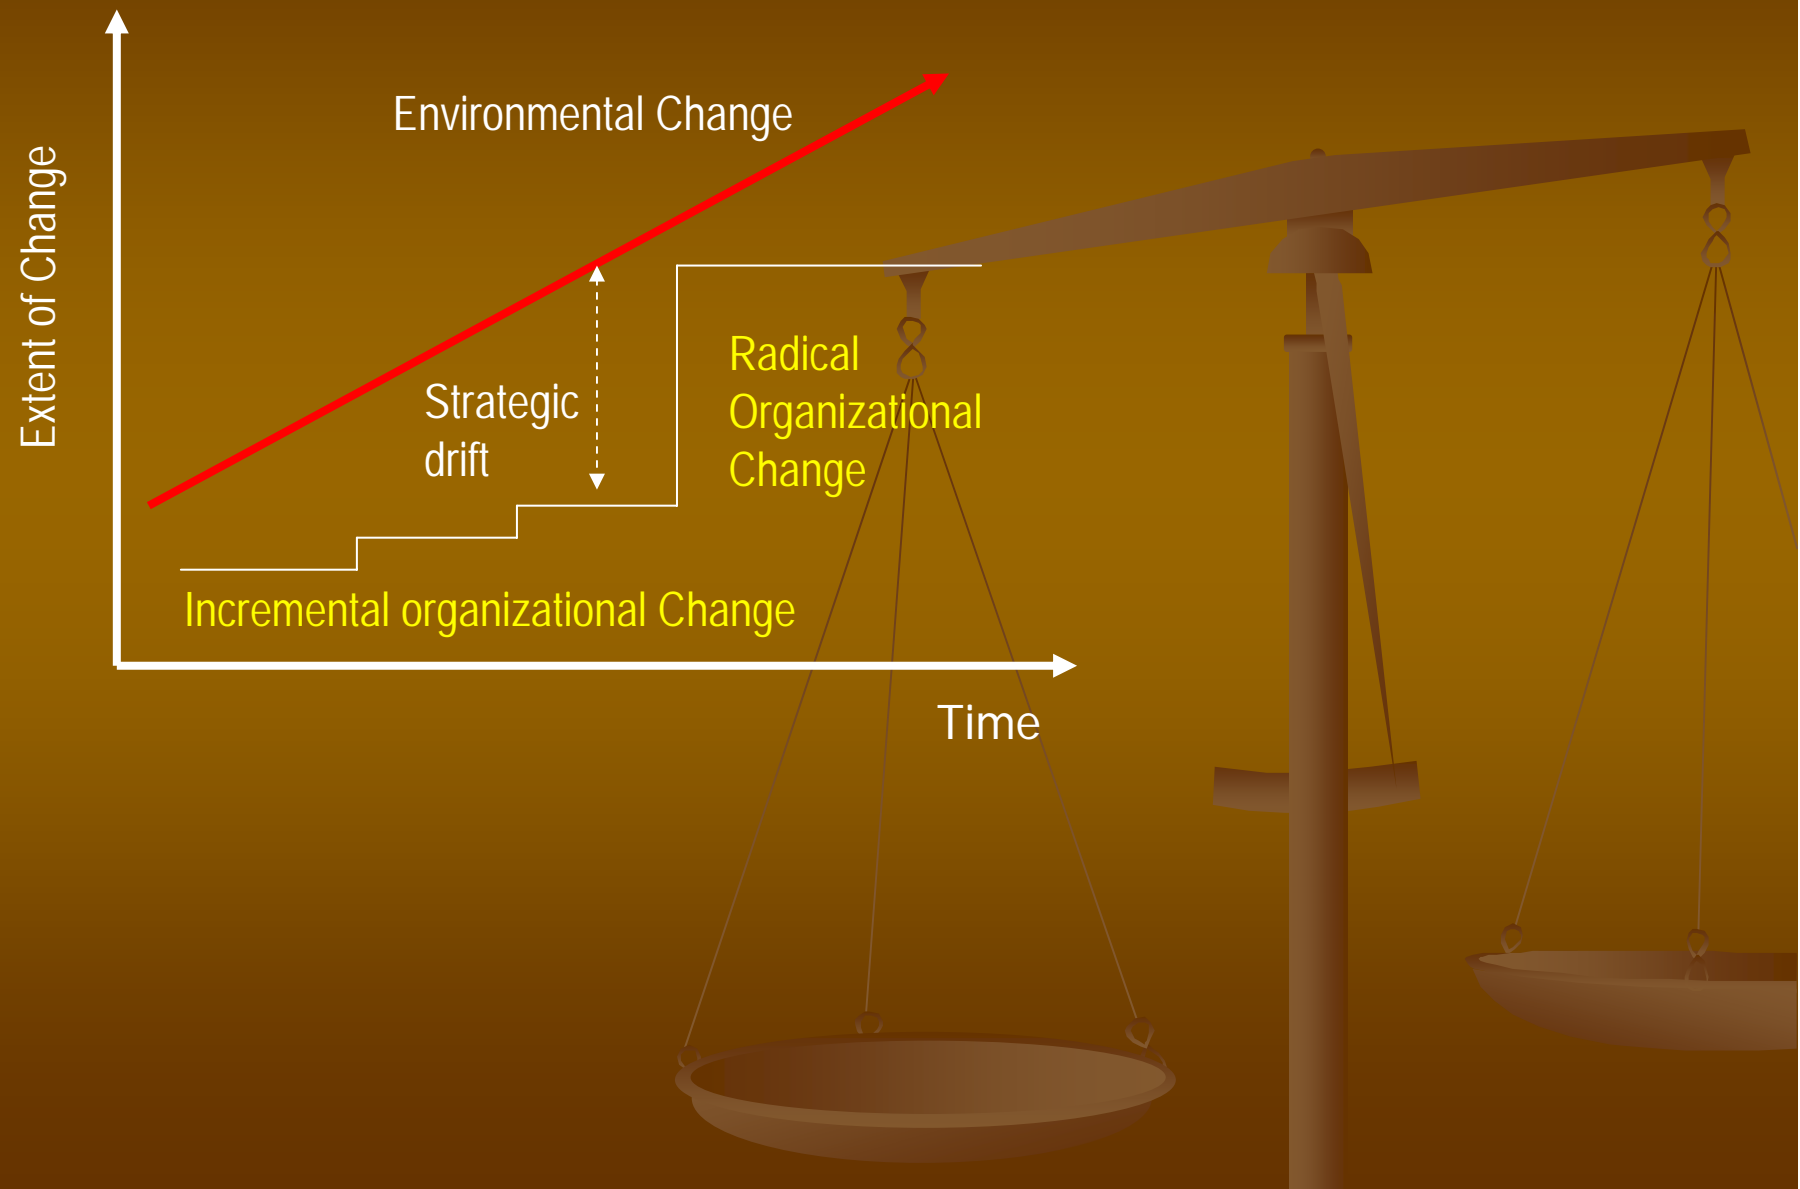 Environmental Change
Extent of Change
Strategic
drift
Radical
Organizational
Change
Incremental organizational Change
Time